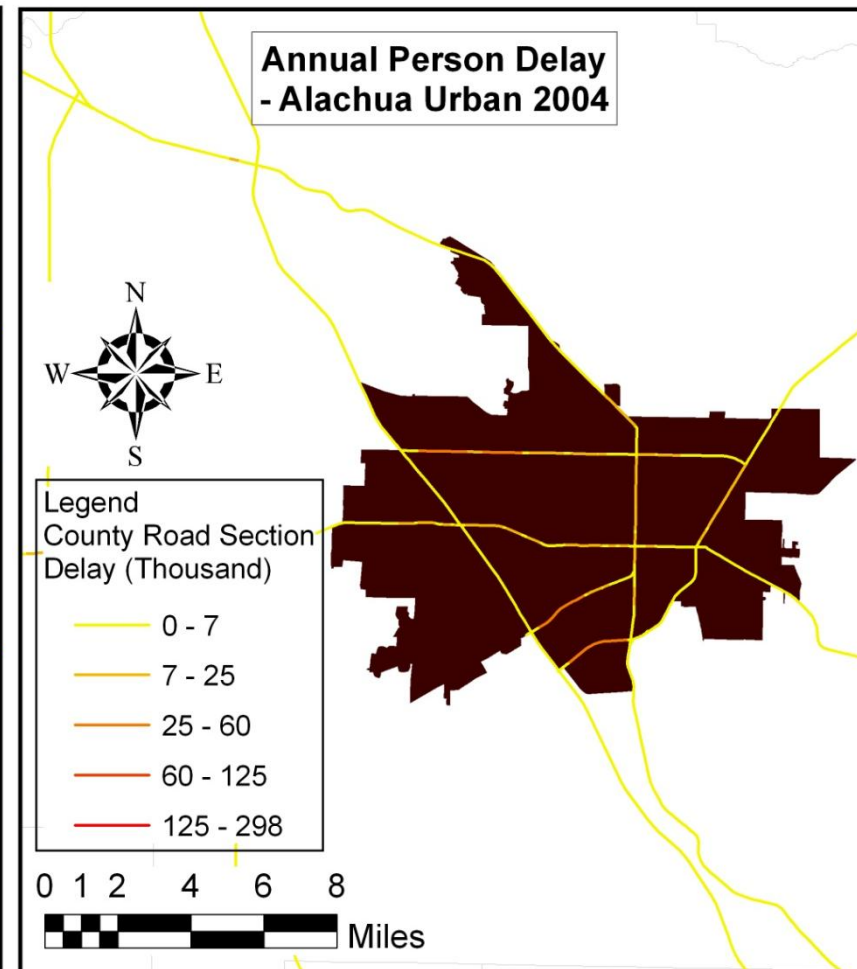 Annual Person Delay
- Alachua Urban 2004
N
W
E
S
Legend
County Road Section
Delay (Thousand)
0 - 7
7 - 25
25 - 60
60 - 125
125 - 298
0 1 2 4 6 8
Miles